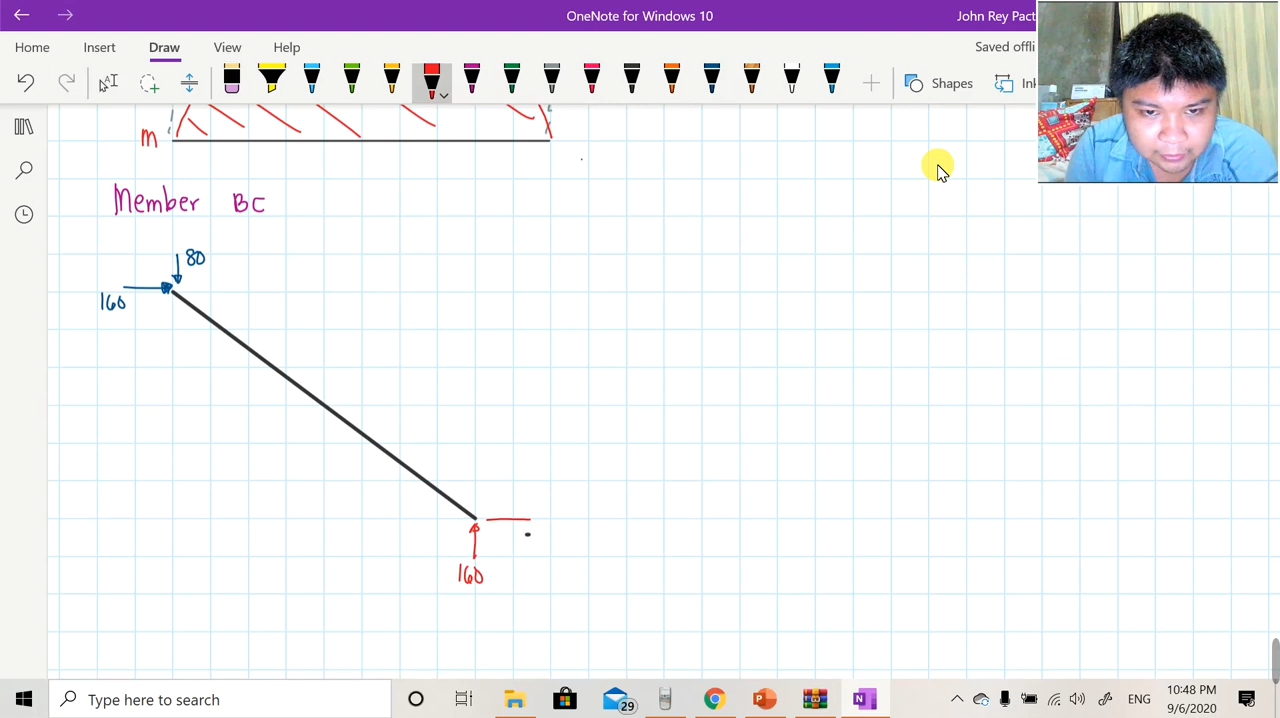 OneNote for Windows 10
John Rey Pact
Home Insert Draw View Help
Saved offli
Shapes
Ink
m
Member BC
80
160
160
Type here to search
29
ENG
10:48 PM
9/6/2020